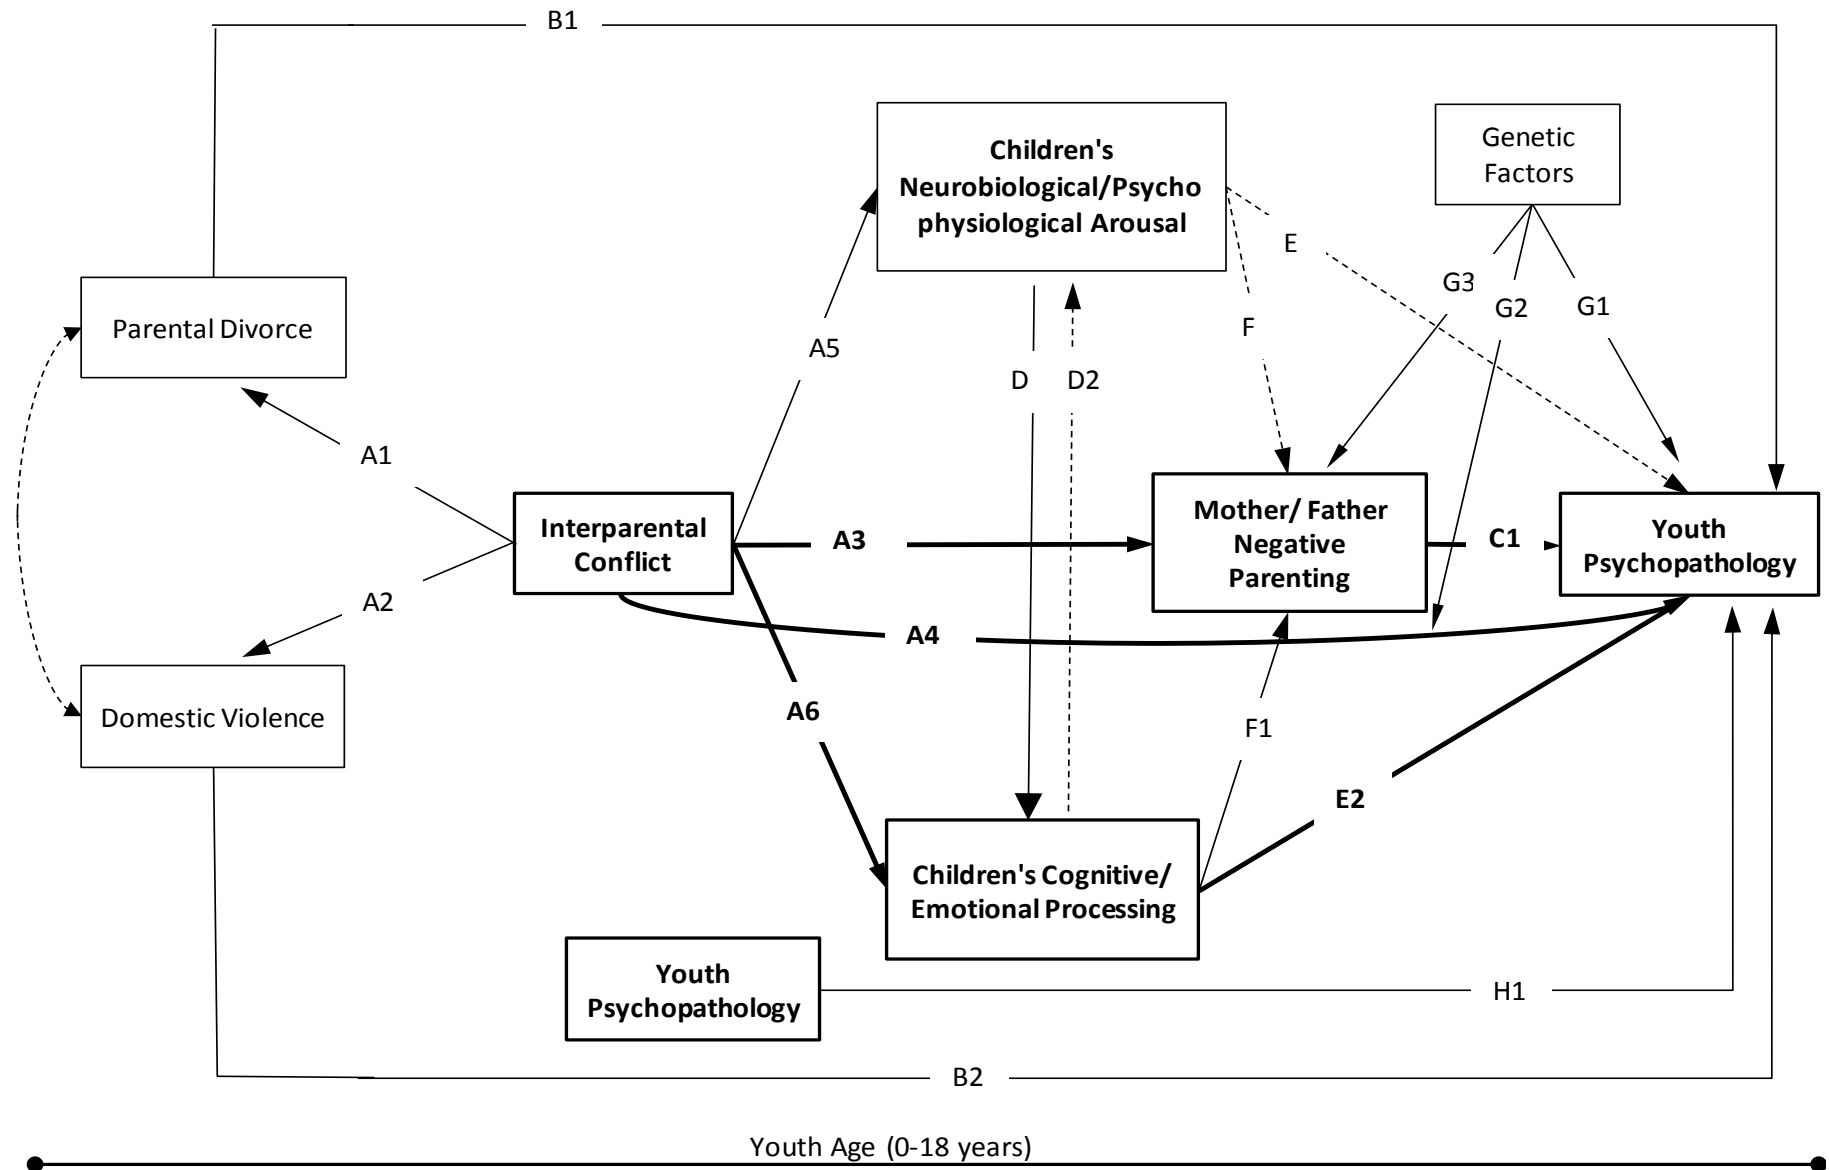 B1
Children's
Neurobiological/Psycho
physiological Arousal
Genetic
Factors
E
G3
G2
G1
Parental Divorce
A5
F
D
D2
A1
Interparental
Conflict
A3
Mother/ Father
Negative
Parenting
C1
Youth
Psychopathology
A2
A4
Domestic Violence
A6
F1
E2
Children's Cognitive/
Emotional Processing
Youth
Psychopathology
H1
B2
Youth Age (0-18 years)